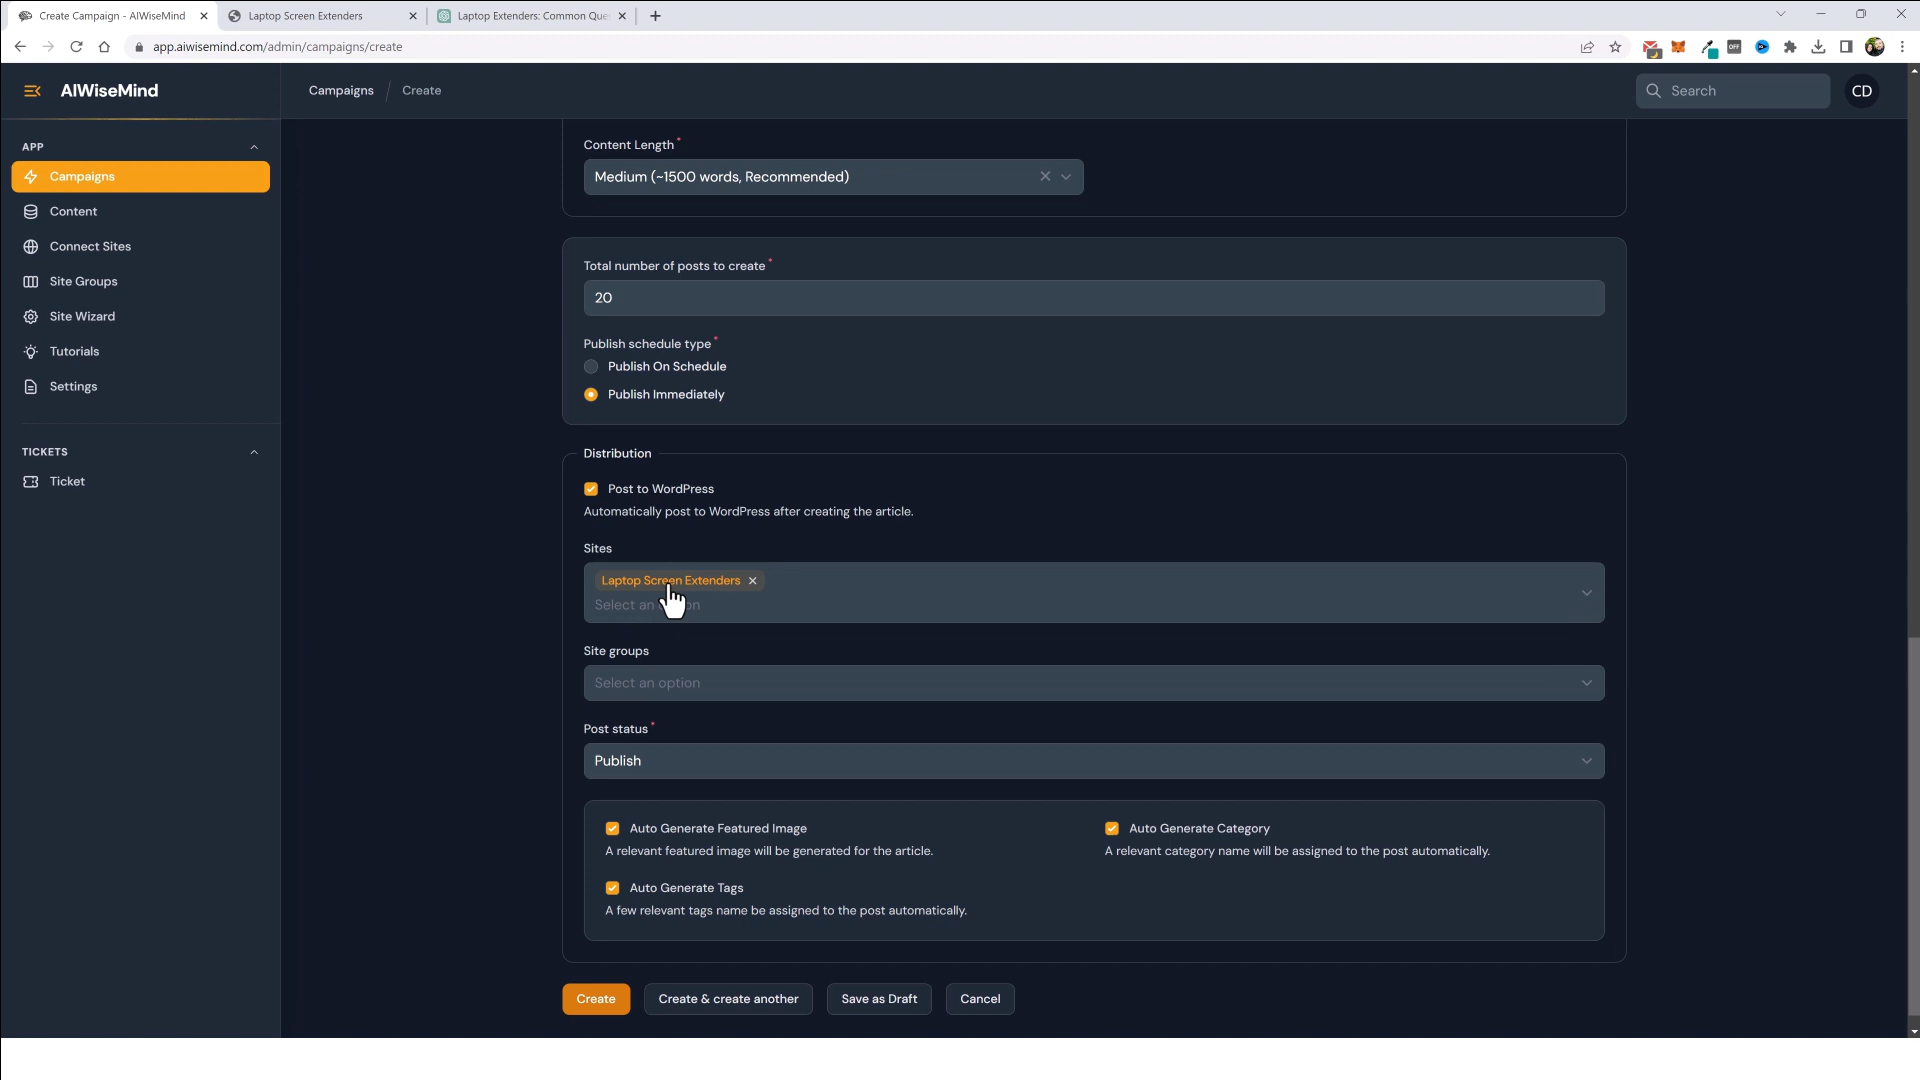 Create Campaign - AIWiseMind
Laptop Screen Extenders
Laptop Extenders: Common Que
app.aiwisemind.com/admin/campaigns/create
OFF
AIWiseMind
Campaigns / Create
Search
CD
APP
Campaigns
Content
Connect Sites
Site Groups
Site Wizard
Tutorials
Settings
TICKETS
Ticket
Content Length*
Medium (~1500 words, Recommended)
Total number of posts to create*
20
Publish schedule type*
Publish On Schedule
Publish Immediately
Distribution
Post to WordPress
Automatically post to WordPress after creating the article.
Sites
Laptop Screen Extenders
Select an option
Site groups
Select an option
Post status*
Publish
Auto Generate Featured Image
A relevant featured image will be generated for the article.
Auto Generate Category
A relevant category name will be assigned to the post automatically.
Auto Generate Tags
A few relevant tags name be assigned to the post automatically.
Create
Create & create another
Save as Draft
Cancel